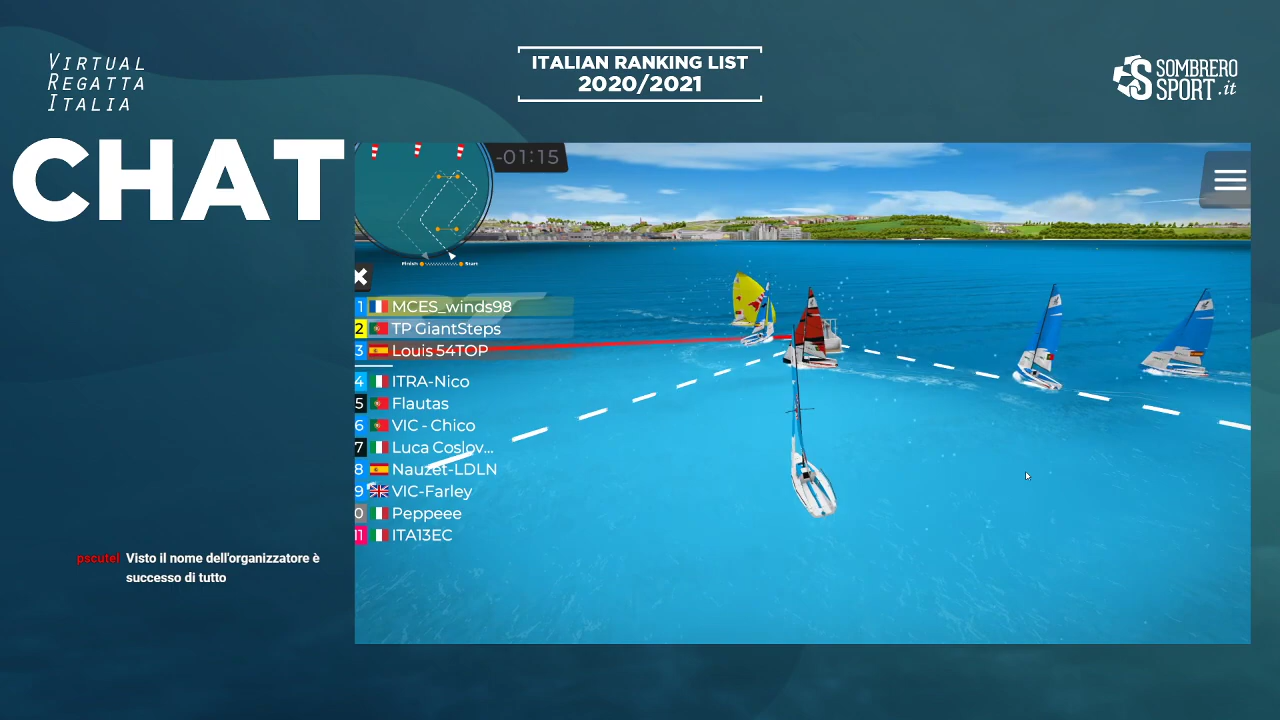 VIRTUAL
REGATTA
ITALIA
ITALIAN RANKING LIST
2020/2021
SOMBRERO
SPORT.it
CHAT
-01:15
Finish
Start
1 MCES_winds98
2 TP GiantSteps
3 Louis 54TOP
4 ITRA-Nico
5 Flautas
6 VIC - Chico
7 Luca Coslov...
8 Nauzet-LDLN
9 VIC-Farley
0 Peppeee
11 ITA13EC
pscutel Visto il nome dell'organizzatore è
successo di tutto